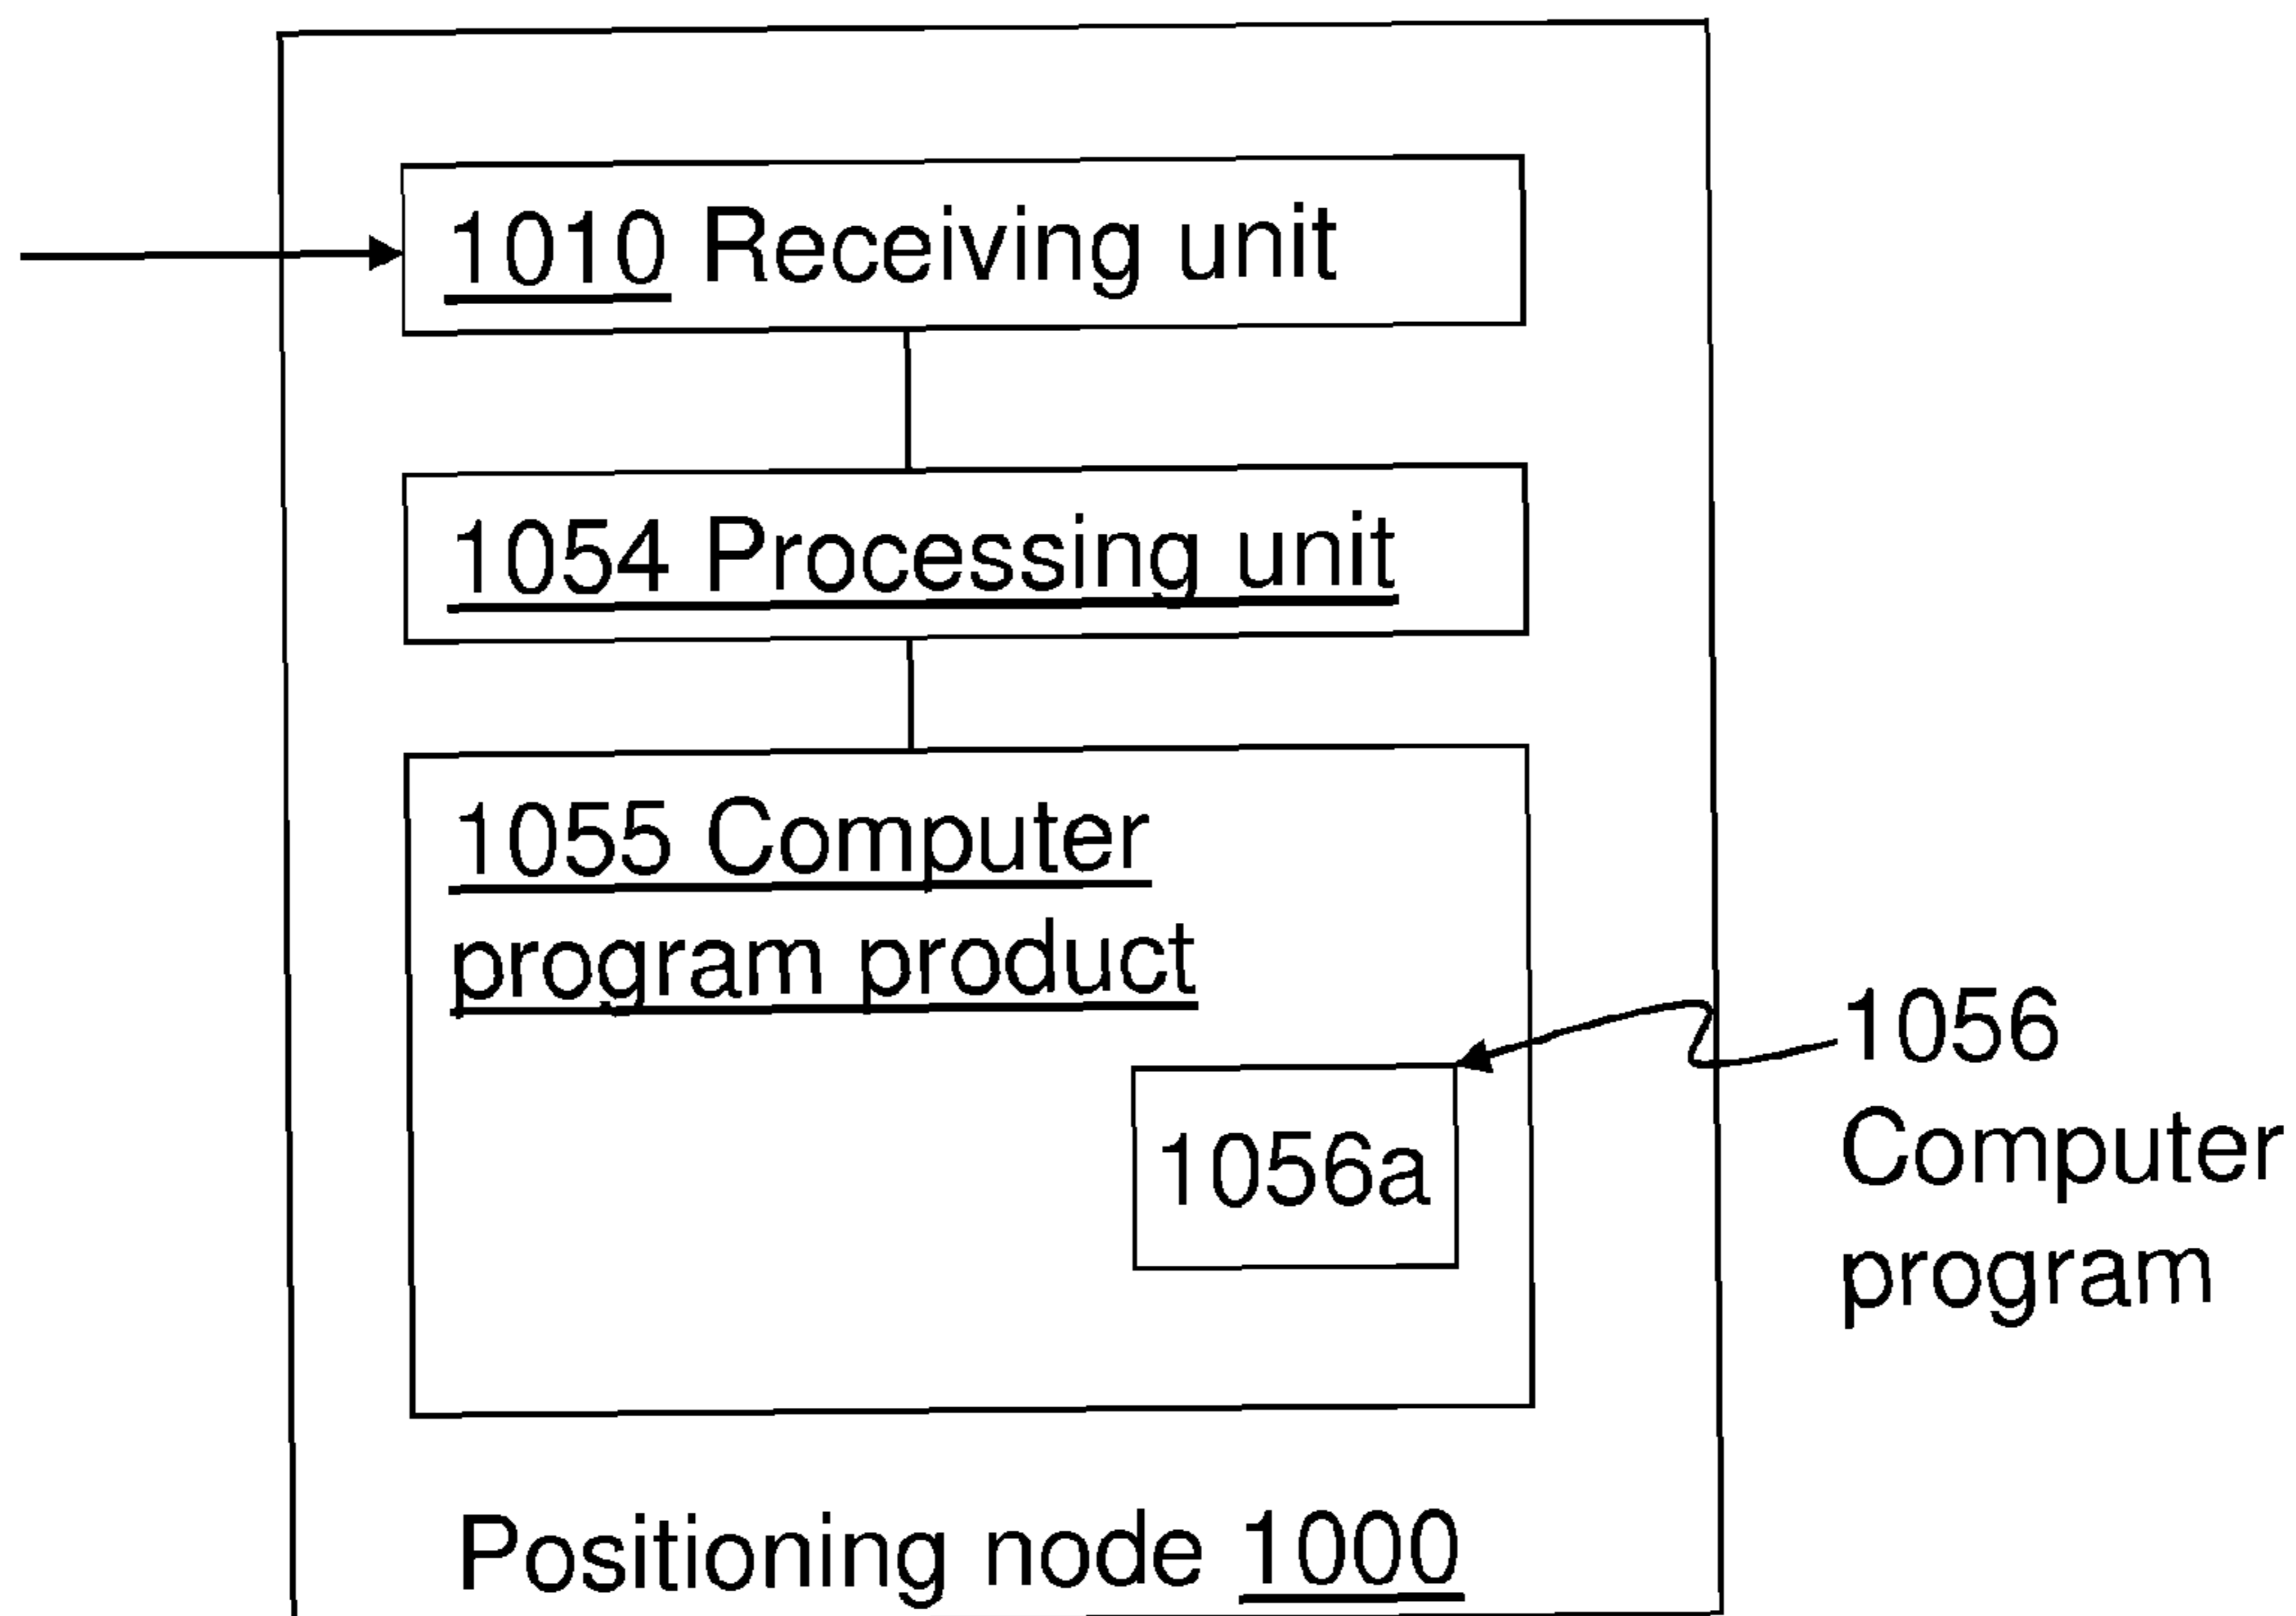 1010 Receiving unit
1054 Processing unit
1055 Computer
program product
1056a
1056
Computer
program
Positioning node 1000